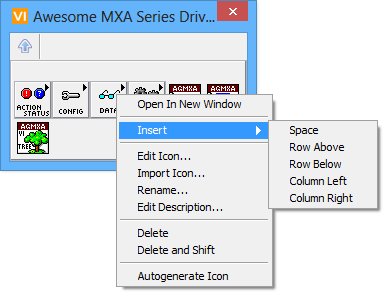 VI Awesome MXA Series Driv...
ACTION STATUS
CONFIG
DATA
AGMXA
AGMXA
AGMXA
VI
TREE
Open In New Window
Insert
Edit Icon...
Import Icon...
Rename...
Edit Description...
Delete
Delete and Shift
Autogenerate Icon
Space
Row Above
Row Below
Column Left
Column Right